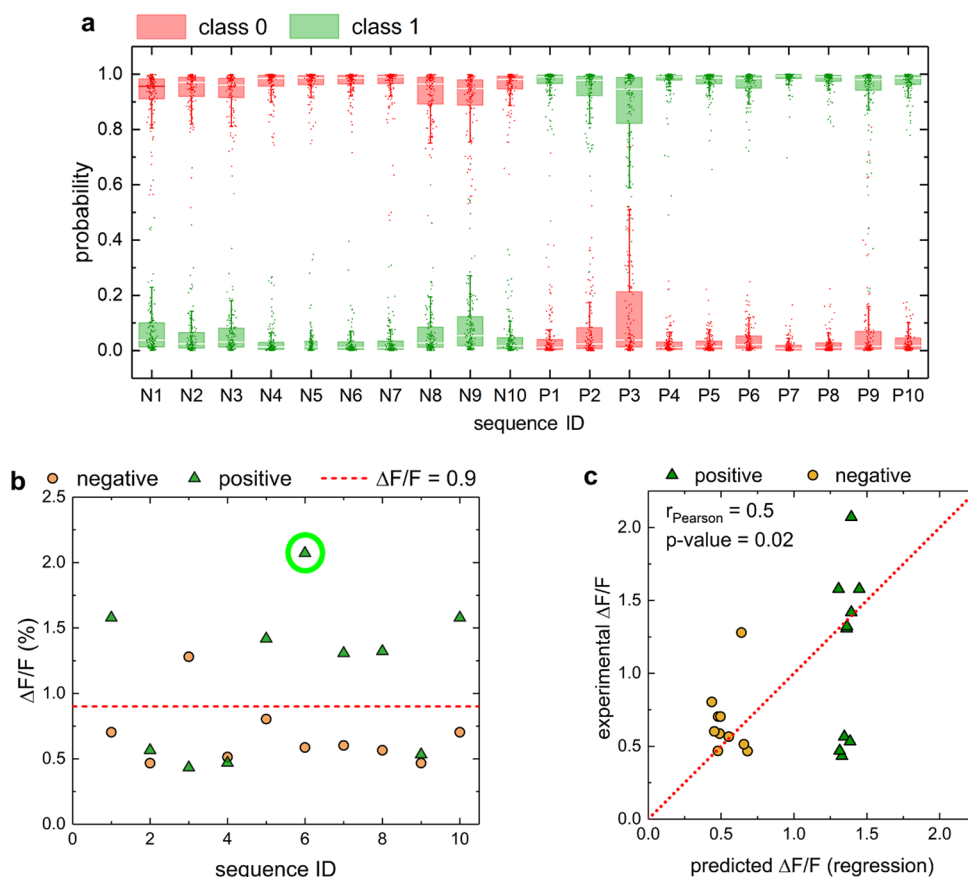 a
class 0 class 1
probability
1.0
0.8
0.6
0.4
0.2
0.0
N1 N2 N3 N4 N5 N6 N7 N8 N9 N10 P1 P2 P3 P4 P5 P6 P7 P8 P9 P10
sequence ID
b
negative positive ΔF/F = 0.9
ΔF/F (%)
2.5
2.0
1.5
1.0
0.5
0.0
2 4 6 8 10
sequence ID
c
positive negative
rPearson = 0.5
p-value = 0.02
experimental ΔF/F
2.0
1.5
1.0
0.5
0.0
0.0 0.5 1.0 1.5 2.0
predicted ΔF/F (regression)